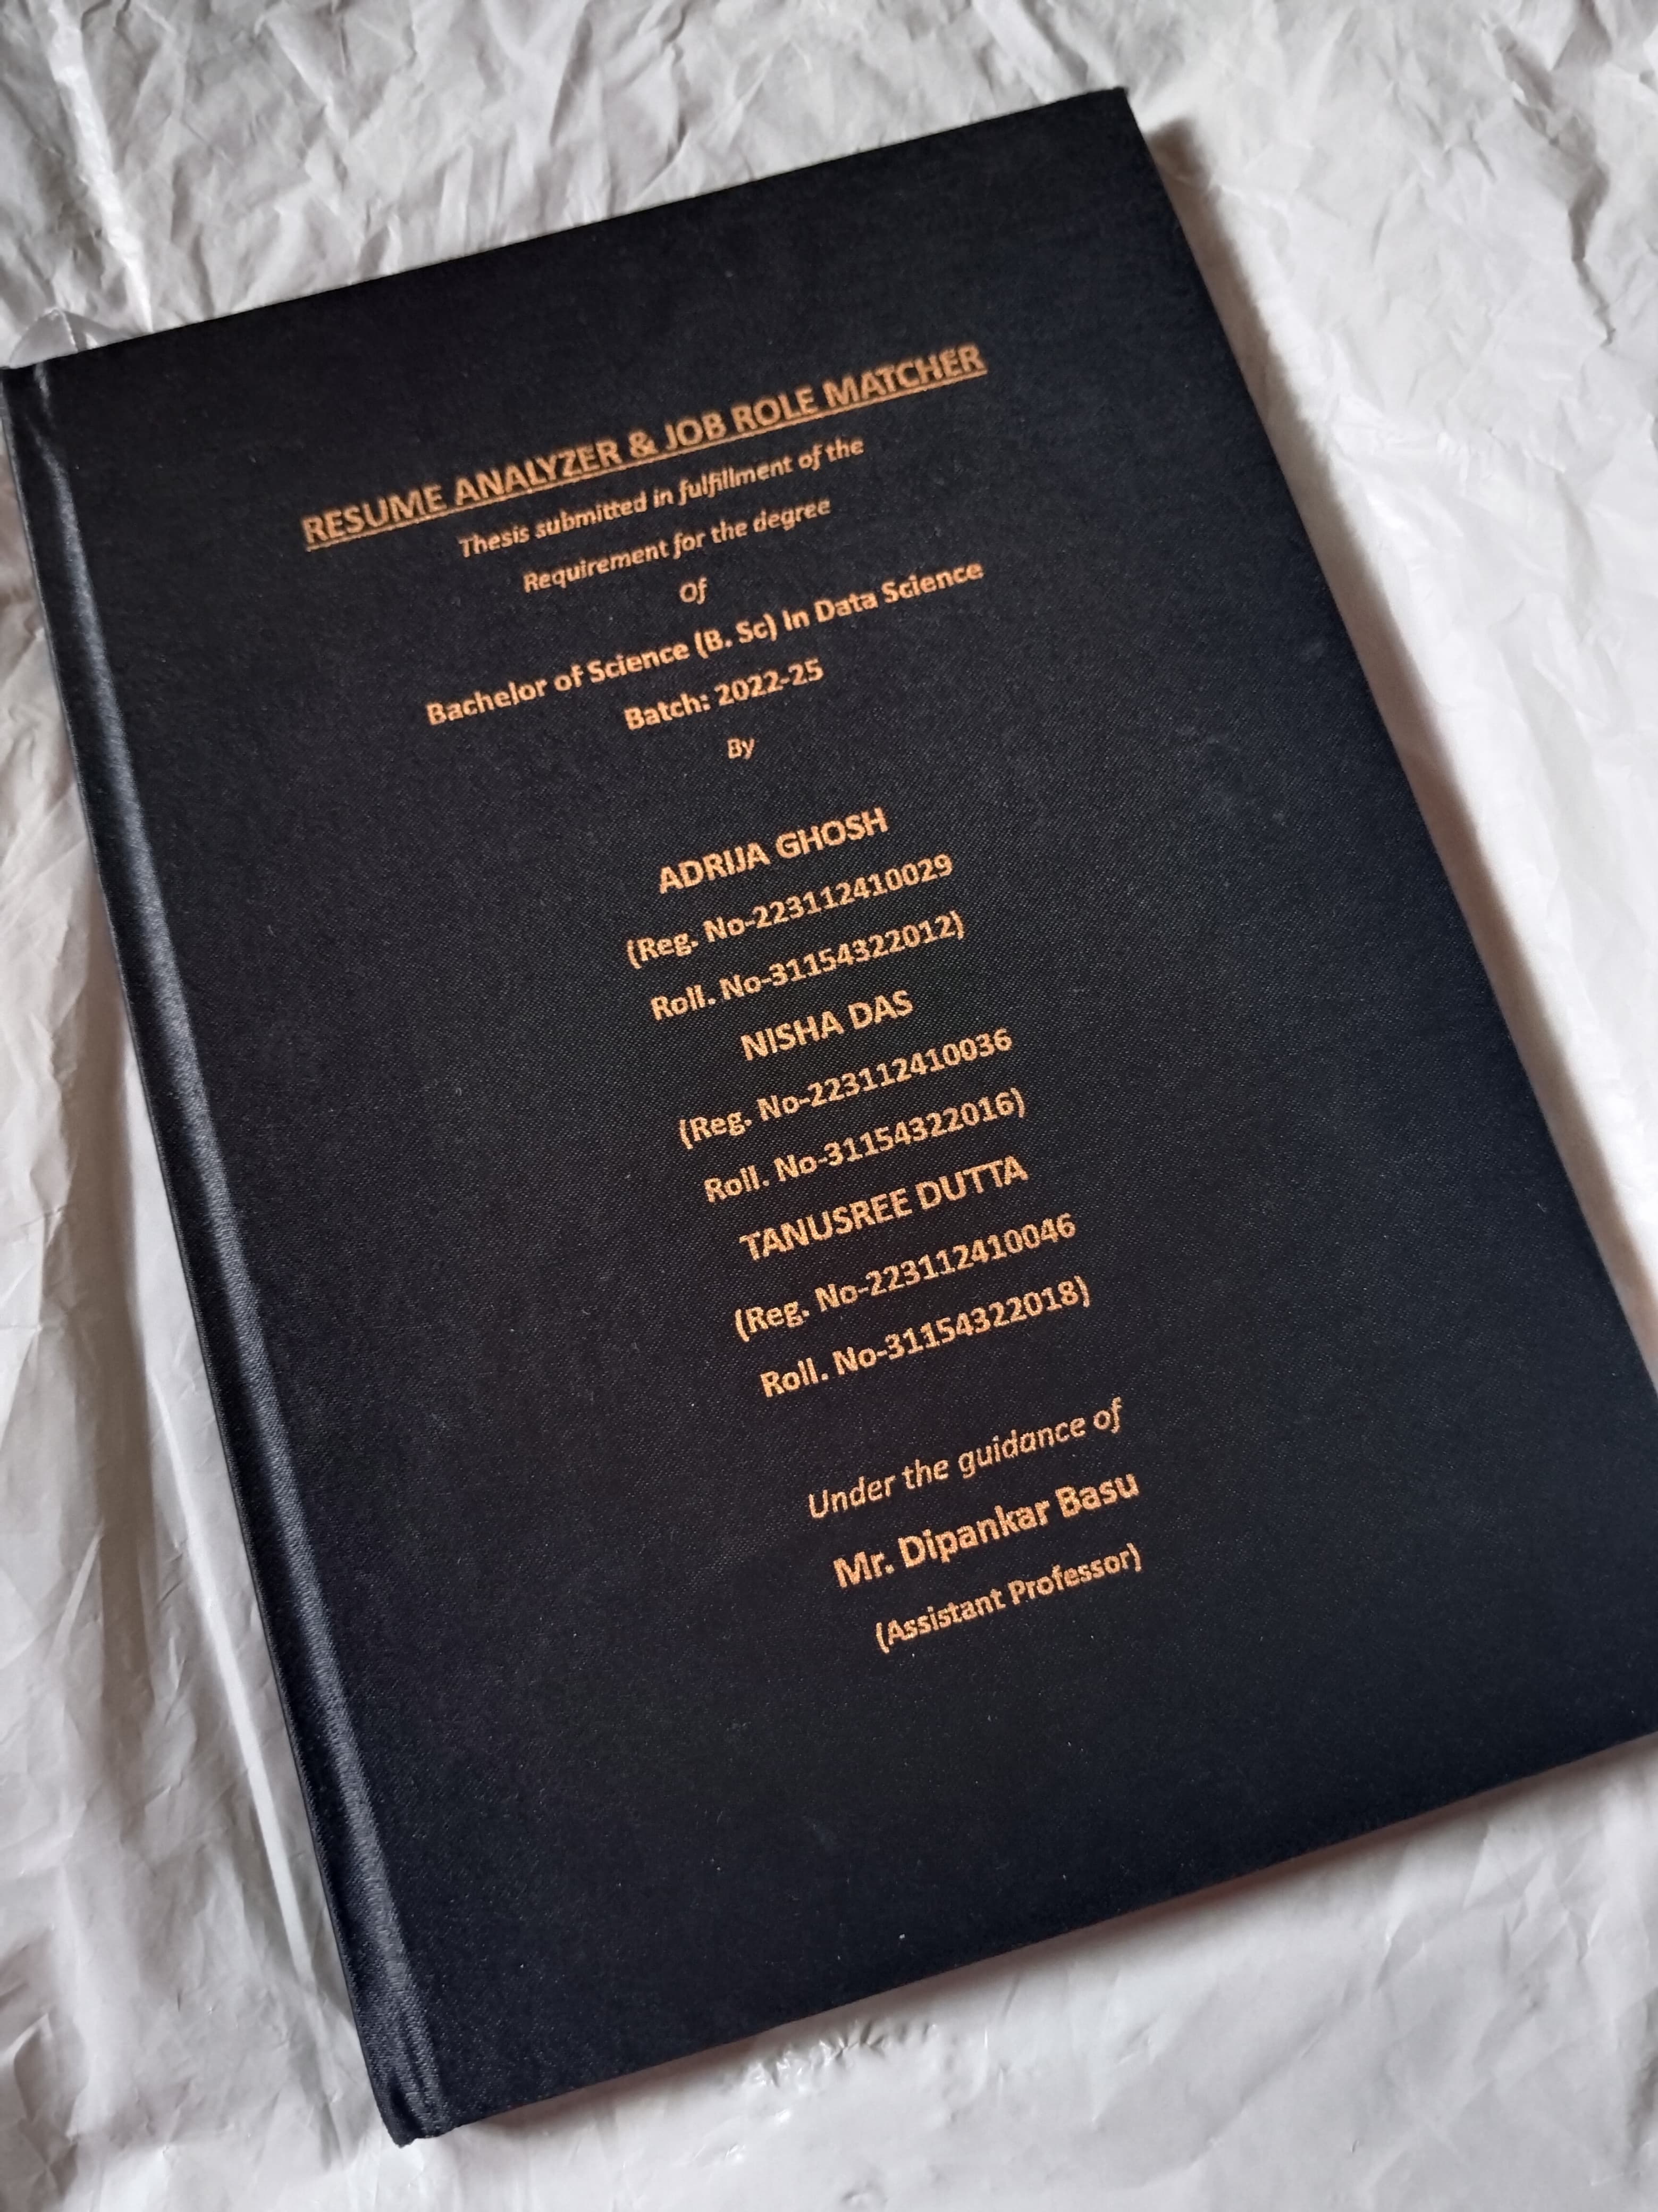 RESUME ANALYZER & JOB ROLE MATCHER
Thesis submitted in fulfillment of the
Requirement for the degree
Of
Bachelor of Science (B. Sc) In Data Science
Batch: 2022-25
By
ADRIJA GHOSH
(Reg. No-223112410029
Roll. No-31154322012)
NISHA DAS
(Reg. No-223112410036
Roll. No-31154322016)
TANUSREE DUTTA
(Reg. No-223112410046
Roll. No-31154322018)
Under the guidance of
Mr. Dipankar Basu
(Assistant Professor)